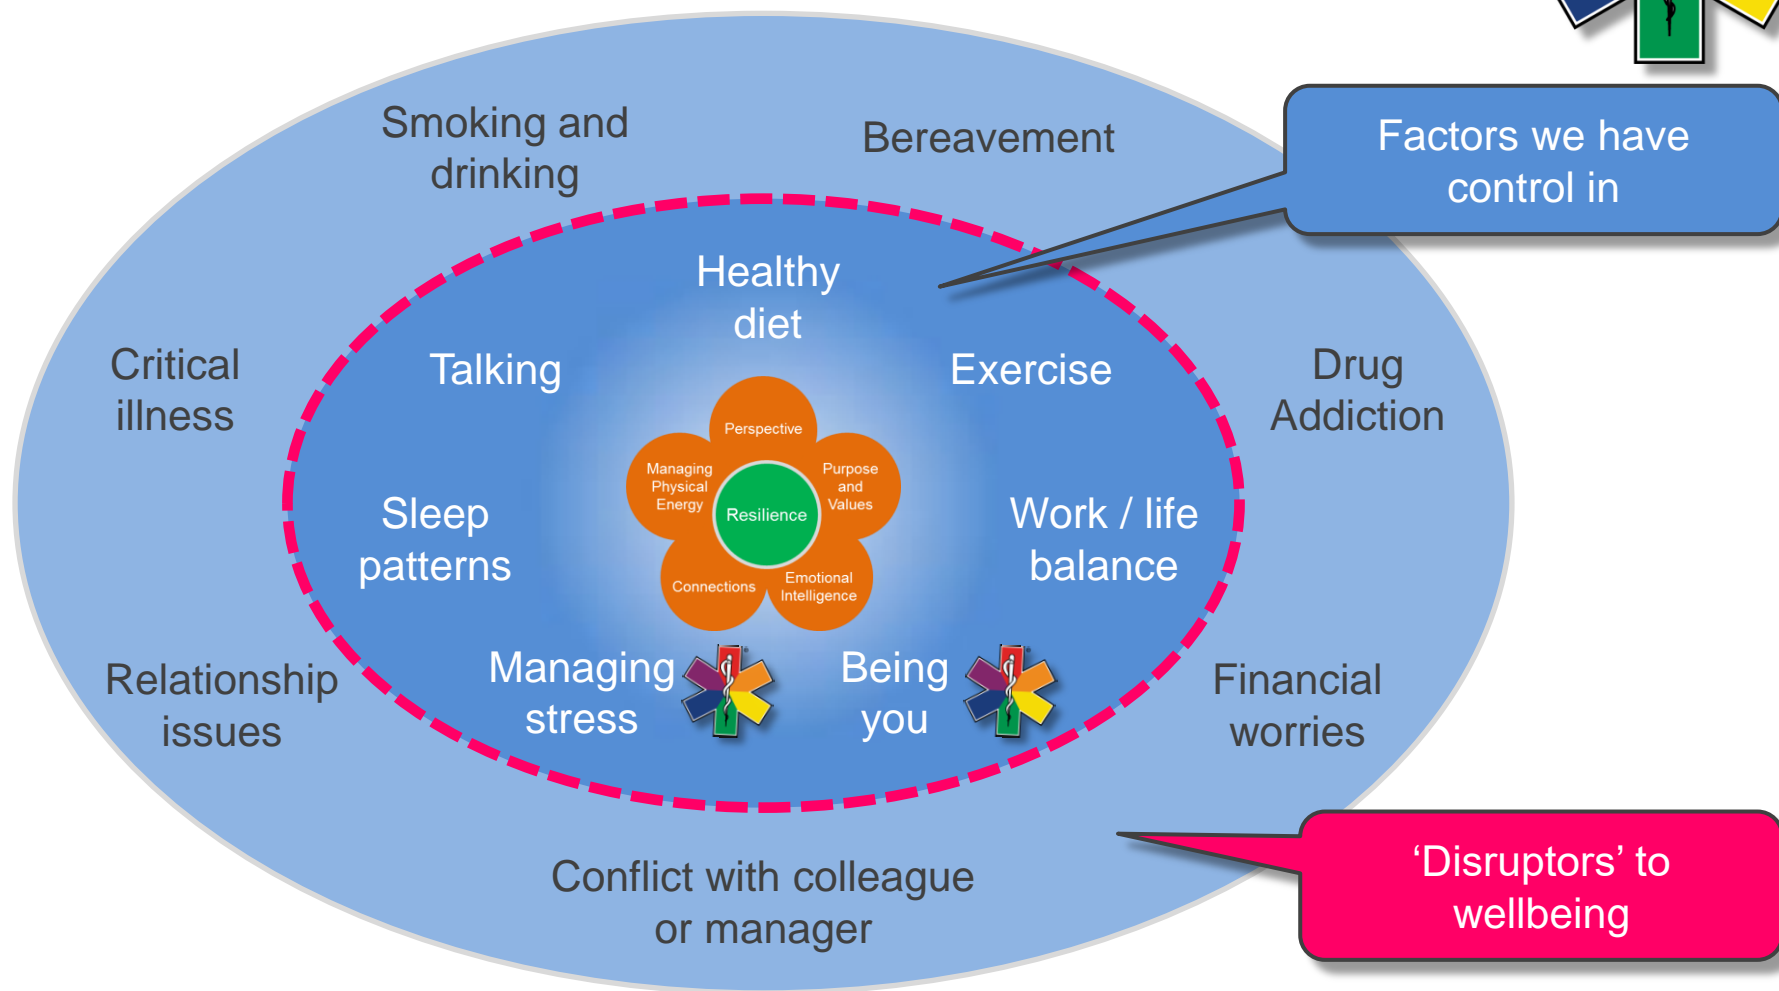 Smoking and
drinking
Bereavement
Factors we have
control in
Healthy
diet
Talking
Exercise
Critical
illness
Drug
Addiction
Perspective
Managing
Physical
Energy
Purpose
and
Values
Resilience
Sleep
patterns
Work / life
balance
Connections
Emotional
Intelligence
Managing
stress
Being
you
Relationship
issues
Financial
worries
Conflict with colleague
or manager
‘Disruptors’ to
wellbeing